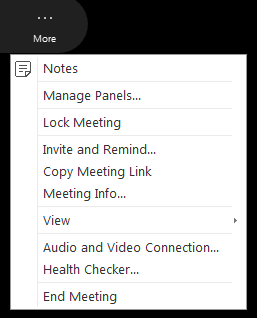 ...
More
Notes
Manage Panels...
Lock Meeting
Invite and Remind...
Copy Meeting Link
Meeting Info...
View
Audio and Video Connection...
Health Checker...
End Meeting